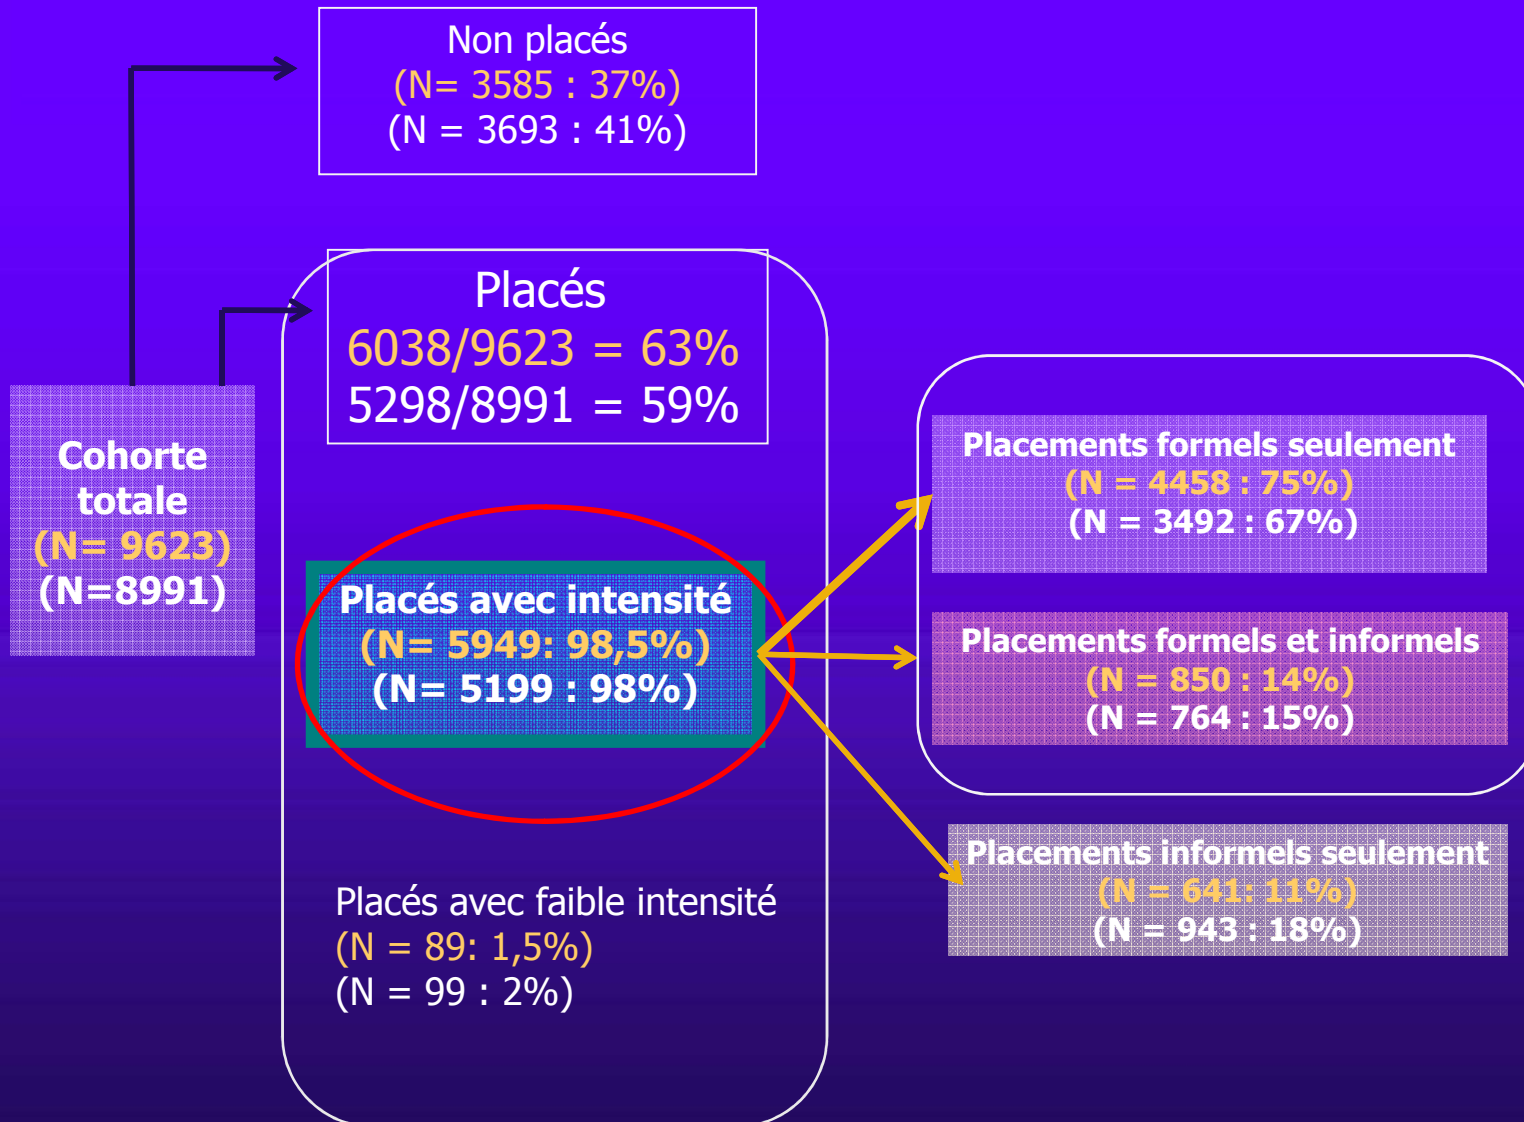 Non placés
(N= 3585 : 37%)
(N = 3693 : 41%)
Placés
6038/9623 = 63%
5298/8991 = 59%
Cohorte
totale
(N= 9623)
(N=8991)
Placés avec intensité
(N= 5949: 98,5%)
(N= 5199 : 98%)
Placés avec faible intensité
(N = 89: 1,5%)
(N = 99 : 2%)
Placements formels seulement
(N = 4458 : 75%)
(N = 3492 : 67%)
Placements formels et informels
(N = 850 : 14%)
(N = 764 : 15%)
Placements informels seulement
(N = 641: 11%)
(N = 943 : 18%)